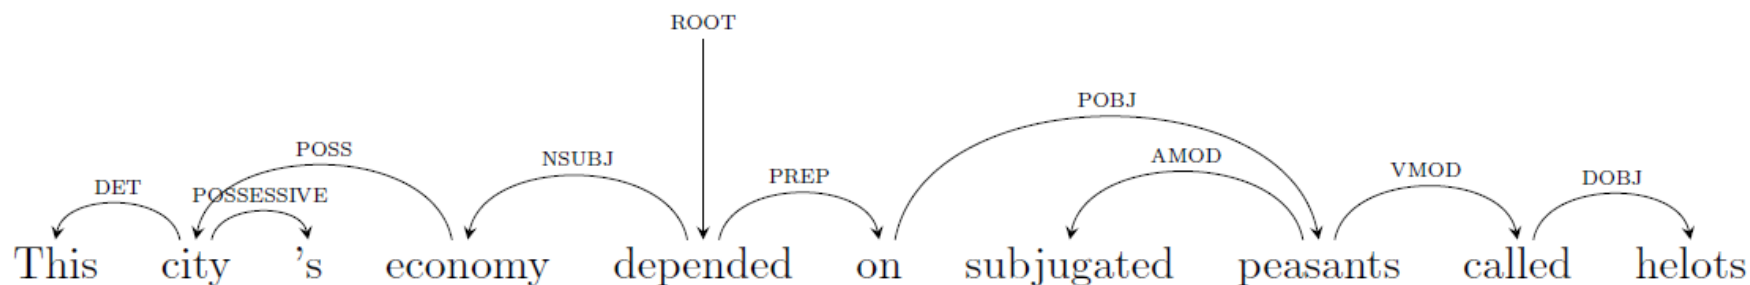 ROOT
POBJ
POSS NSUBJ AMOD
DET POSSESSIVE PREP VMOD DOBJ
This city 's economy depended on subjugated peasants called helots